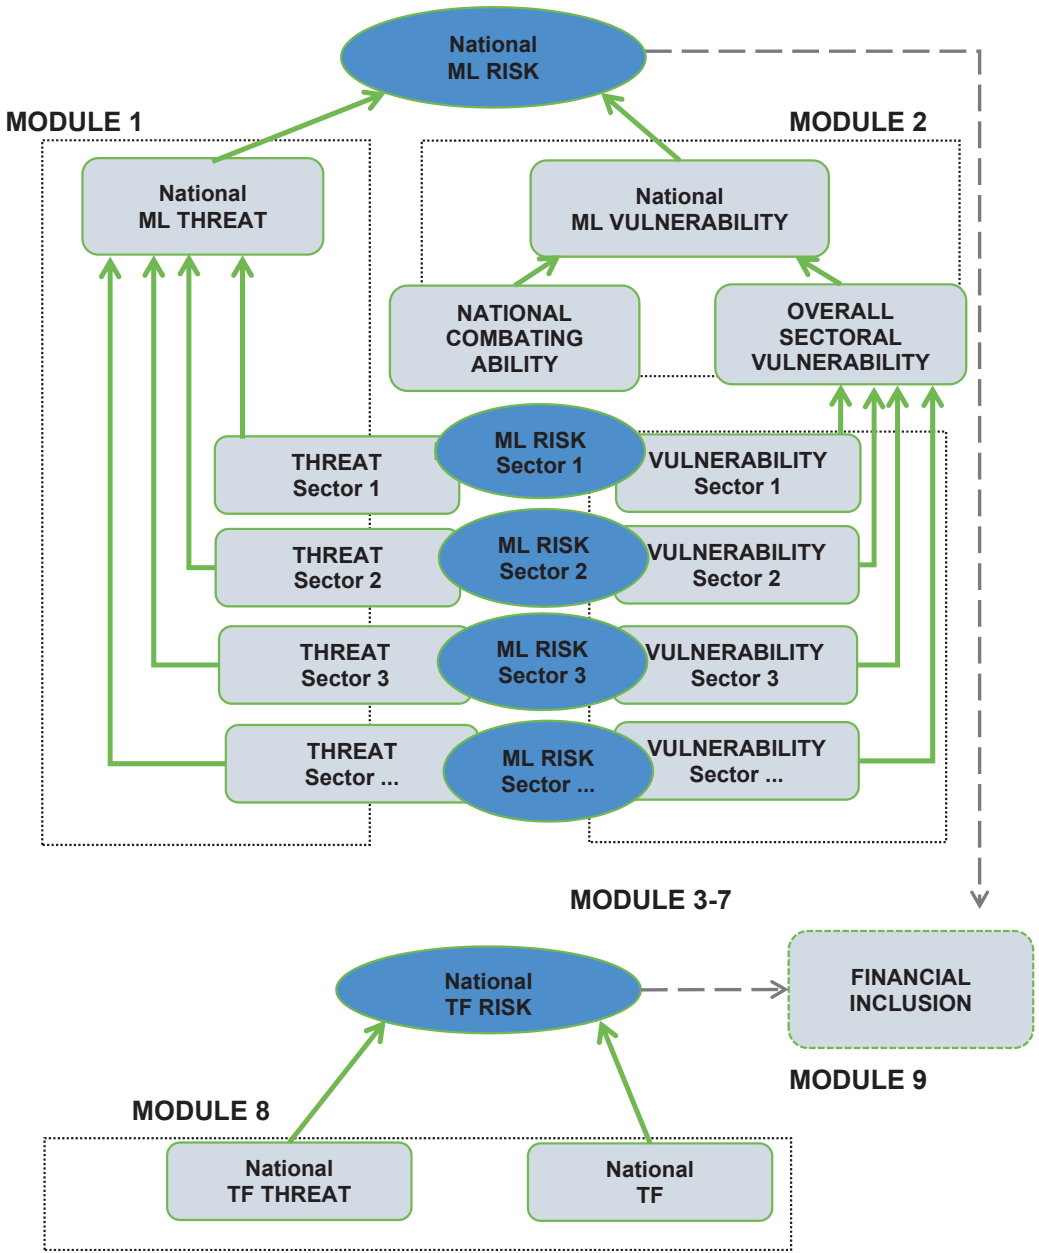 National
ML RISK
MODULE 1
MODULE 2
National
ML THREAT
National
ML VULNERABILITY
NATIONAL
COMBATING
ABILITY
OVERALL
SECTORAL
VULNERABILITY
THREAT
Sector 1
ML RISK
Sector 1
VULNERABILITY
Sector 1
THREAT
Sector 2
ML RISK
Sector 2
VULNERABILITY
Sector 2
THREAT
Sector 3
ML RISK
Sector 3
VULNERABILITY
Sector 3
THREAT
Sector ...
ML RISK
Sector ...
VULNERABILITY
Sector ...
MODULE 3-7
National
TF RISK
FINANCIAL
INCLUSION
MODULE 9
MODULE 8
National
TF THREAT
National
TF